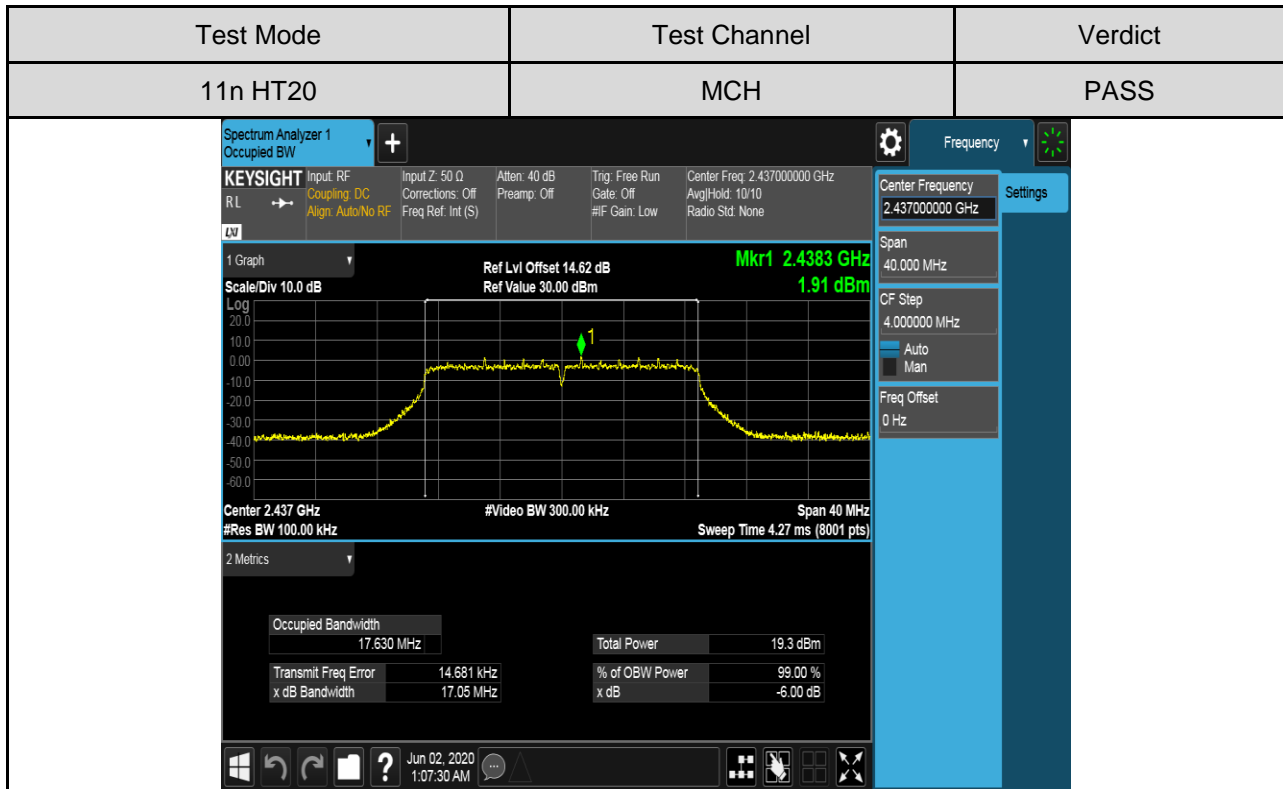 Test Mode Test Channel Verdict
11n HT20 MCH PASS
Spectrum Analyzer 1
Occupied BW
+
Frequency
KEYSIGHT Input: RF Input Z: 50 Ω Atten: 40 dB Trig: Free Run Center Freq: 2.437000000 GHz
RL Coupling: DC Corrections: Off Preamp: Off Gate: Off Avg|Hold: 10/10
Align: Auto/No RF Freq Ref: Int (S) #IF Gain: Low Radio Std: None
LXI
Center Frequency
2.437000000 GHz
Settings
Span
40.000 MHz
CF Step
4.000000 MHz
Auto
Man
Freq Offset
0 Hz
1 Graph Ref Lvl Offset 14.62 dB Mkr1 2.4383 GHz
Scale/Div 10.0 dB Ref Value 30.00 dBm 1.91 dBm
Log
20.0
10.0
1
0.00
-10.0
-20.0
-30.0
-40.0
-50.0
-60.0
Center 2.437 GHz #Video BW 300.00 kHz Span 40 MHz
#Res BW 100.00 kHz Sweep Time 4.27 ms (8001 pts)
2 Metrics
Occupied Bandwidth
17.630 MHz Total Power 19.3 dBm
Transmit Freq Error 14.681 kHz % of OBW Power 99.00 %
x dB Bandwidth 17.05 MHz x dB -6.00 dB
? Jun 02, 2020
1:07:30 AM